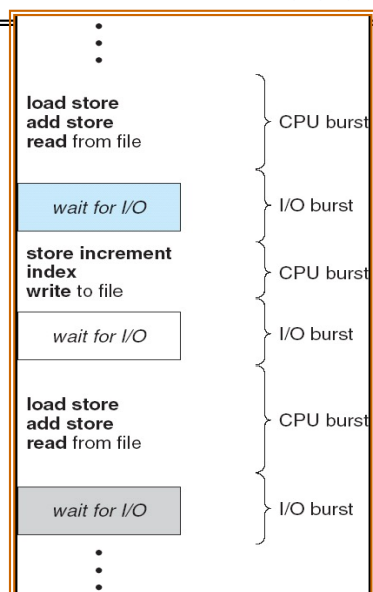 load store
add store
read from file
CPU burst
wait for I/O
I/O burst
store increment
index
write to file
CPU burst
wait for I/O
I/O burst
load store
add store
read from file
CPU burst
wait for I/O
I/O burst